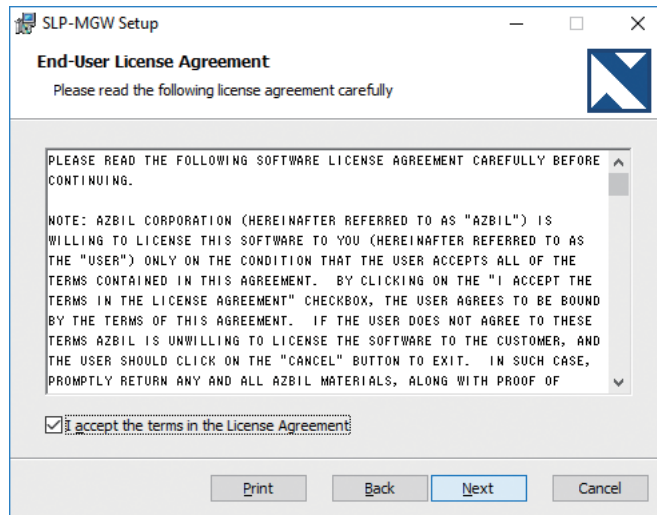 SLP-MGW Setup
End-User License Agreement
Please read the following license agreement carefully
PLEASE READ THE FOLLOWING SOFTWARE LICENSE AGREEMENT CAREFULLY BEFORE
CONTINUING.
NOTE: AZBIL CORPORATION (HEREINAFTER REFERRED TO AS "AZBIL") IS
WILLING TO LICENSE THIS SOFTWARE TO YOU (HEREINAFTER REFERRED TO AS
THE "USER") ONLY ON THE CONDITION THAT THE USER ACCEPTS ALL OF THE
TERMS CONTAINED IN THIS AGREEMENT.  BY CLICKING ON THE "I ACCEPT THE
TERMS IN THE LICENSE AGREEMENT" CHECKBOX, THE USER AGREES TO BE BOUND
BY THE TERMS OF THIS AGREEMENT.  IF THE USER DOES NOT AGREE TO THESE
TERMS AZBIL IS UNWILLING TO LICENSE THE SOFTWARE TO THE CUSTOMER, AND
THE USER SHOULD CLICK ON THE "CANCEL" BUTTON TO EXIT.  IN SUCH CASE,
PROMPTLY RETURN ANY AND ALL AZBIL MATERIALS, ALONG WITH PROOF OF
I accept the terms in the License Agreement
Print Back Next Cancel